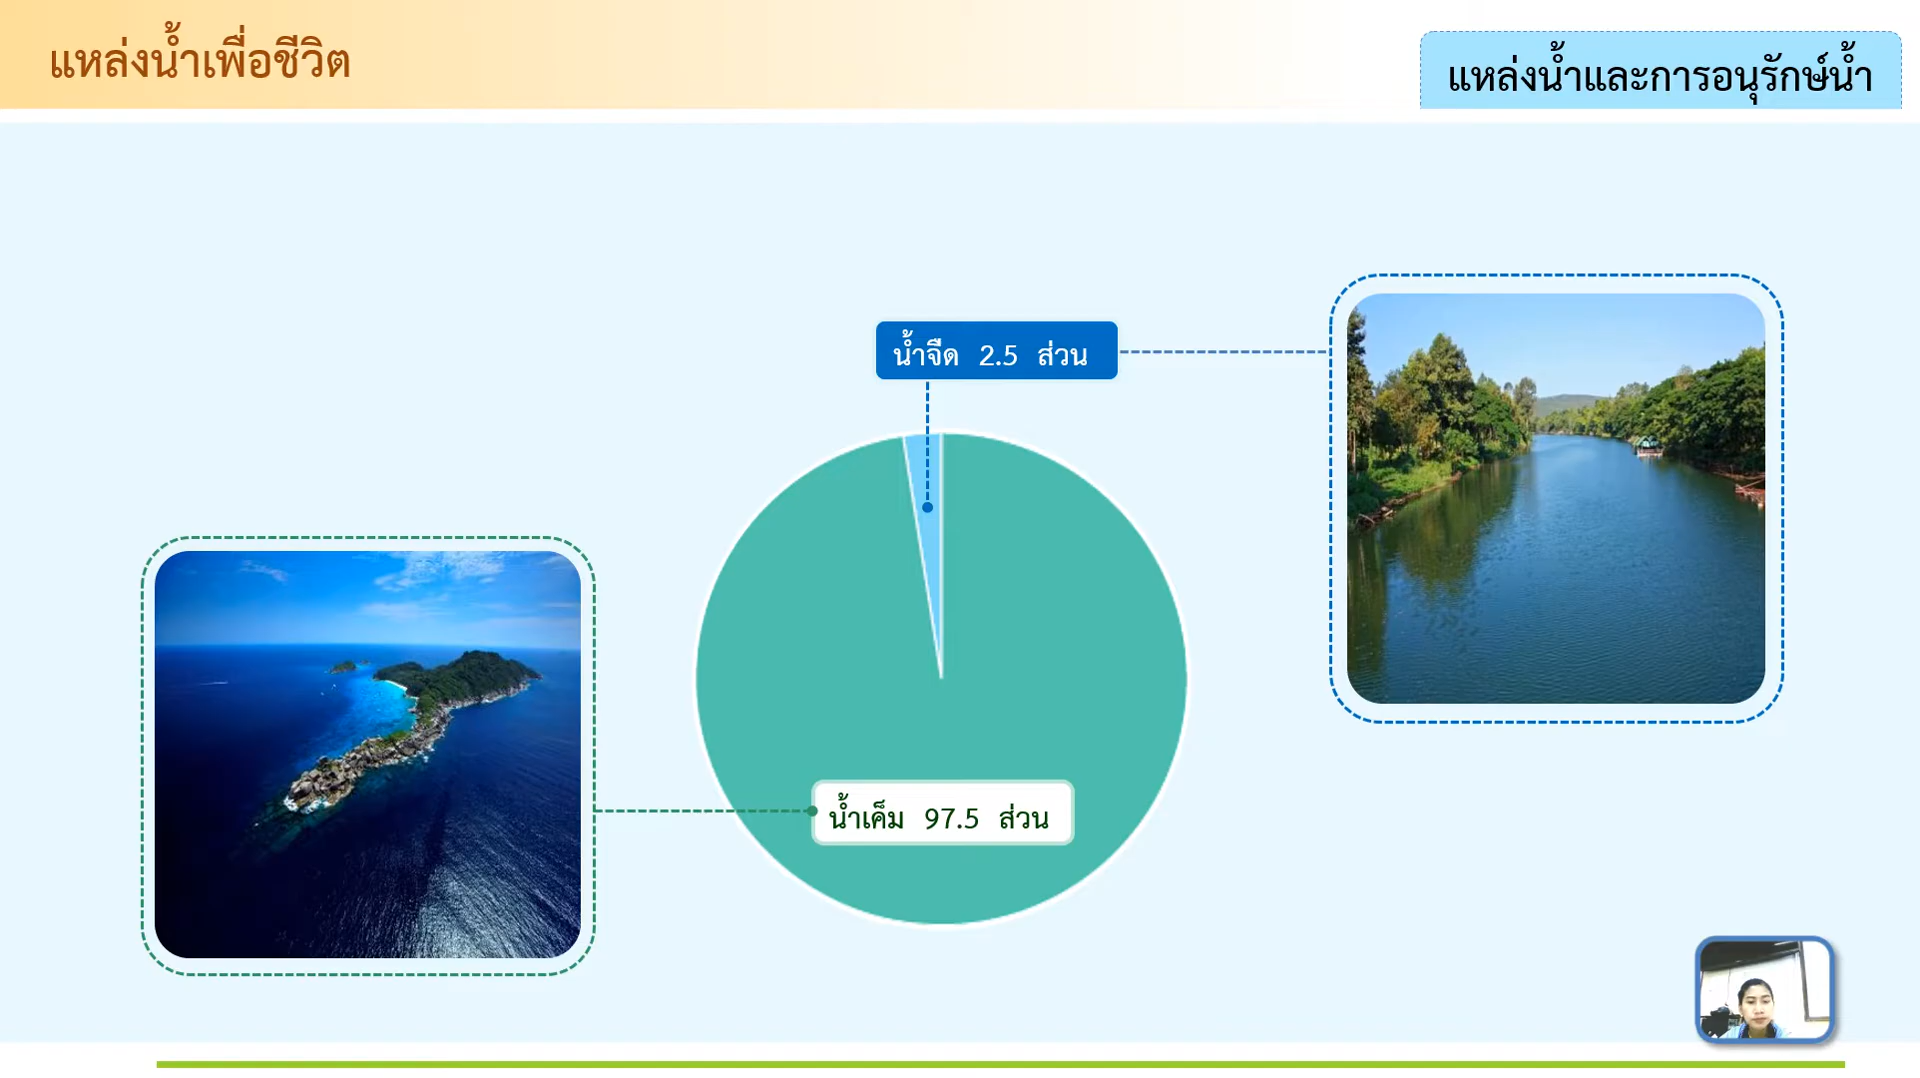 แหล่งน้ำเพื่อชีวิต
แหล่งน้ำและการอนุรักษ์น้ำ
น้ำจืด 2.5 ส่วน
น้ำเค็ม 97.5 ส่วน